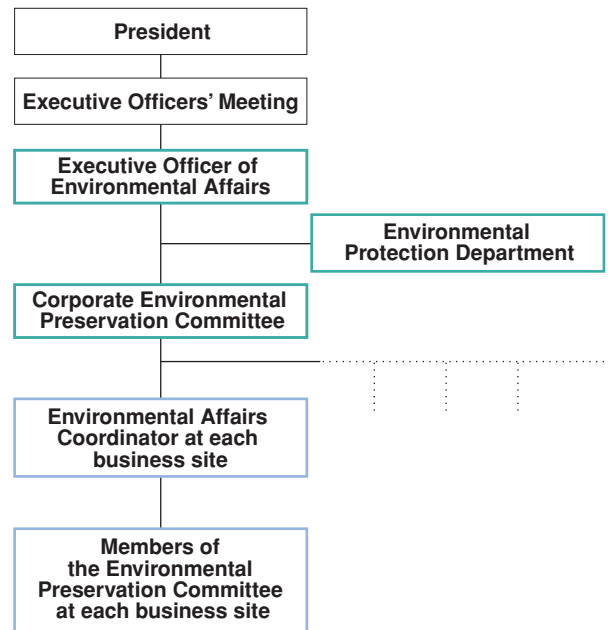 President
Executive Officers’ Meeting
Executive Officer of
Environmental Affairs
Environmental
Protection Department
Corporate Environmental
Preservation Committee
Environmental Affairs
Coordinator at each
business site
Members of
the Environmental
Preservation Committee
at each business site